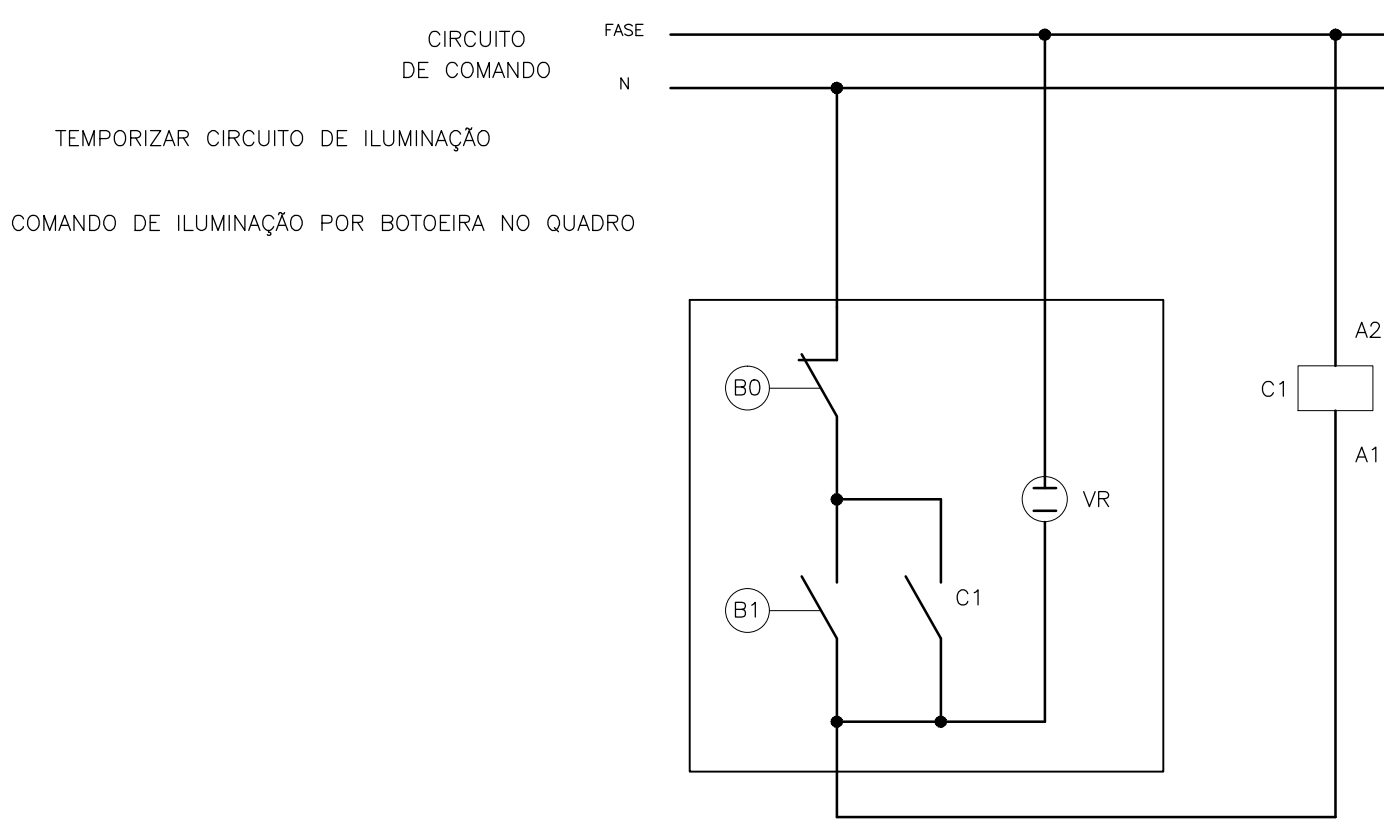 CIRCUITO
DE COMANDO
FASE
N
TEMPORIZAR CIRCUITO DE ILUMINAÇÃO
COMANDO DE ILUMINAÇÃO POR BOTOEIRA NO QUADRO
A2
B0
C1
A1
VR
B1
C1